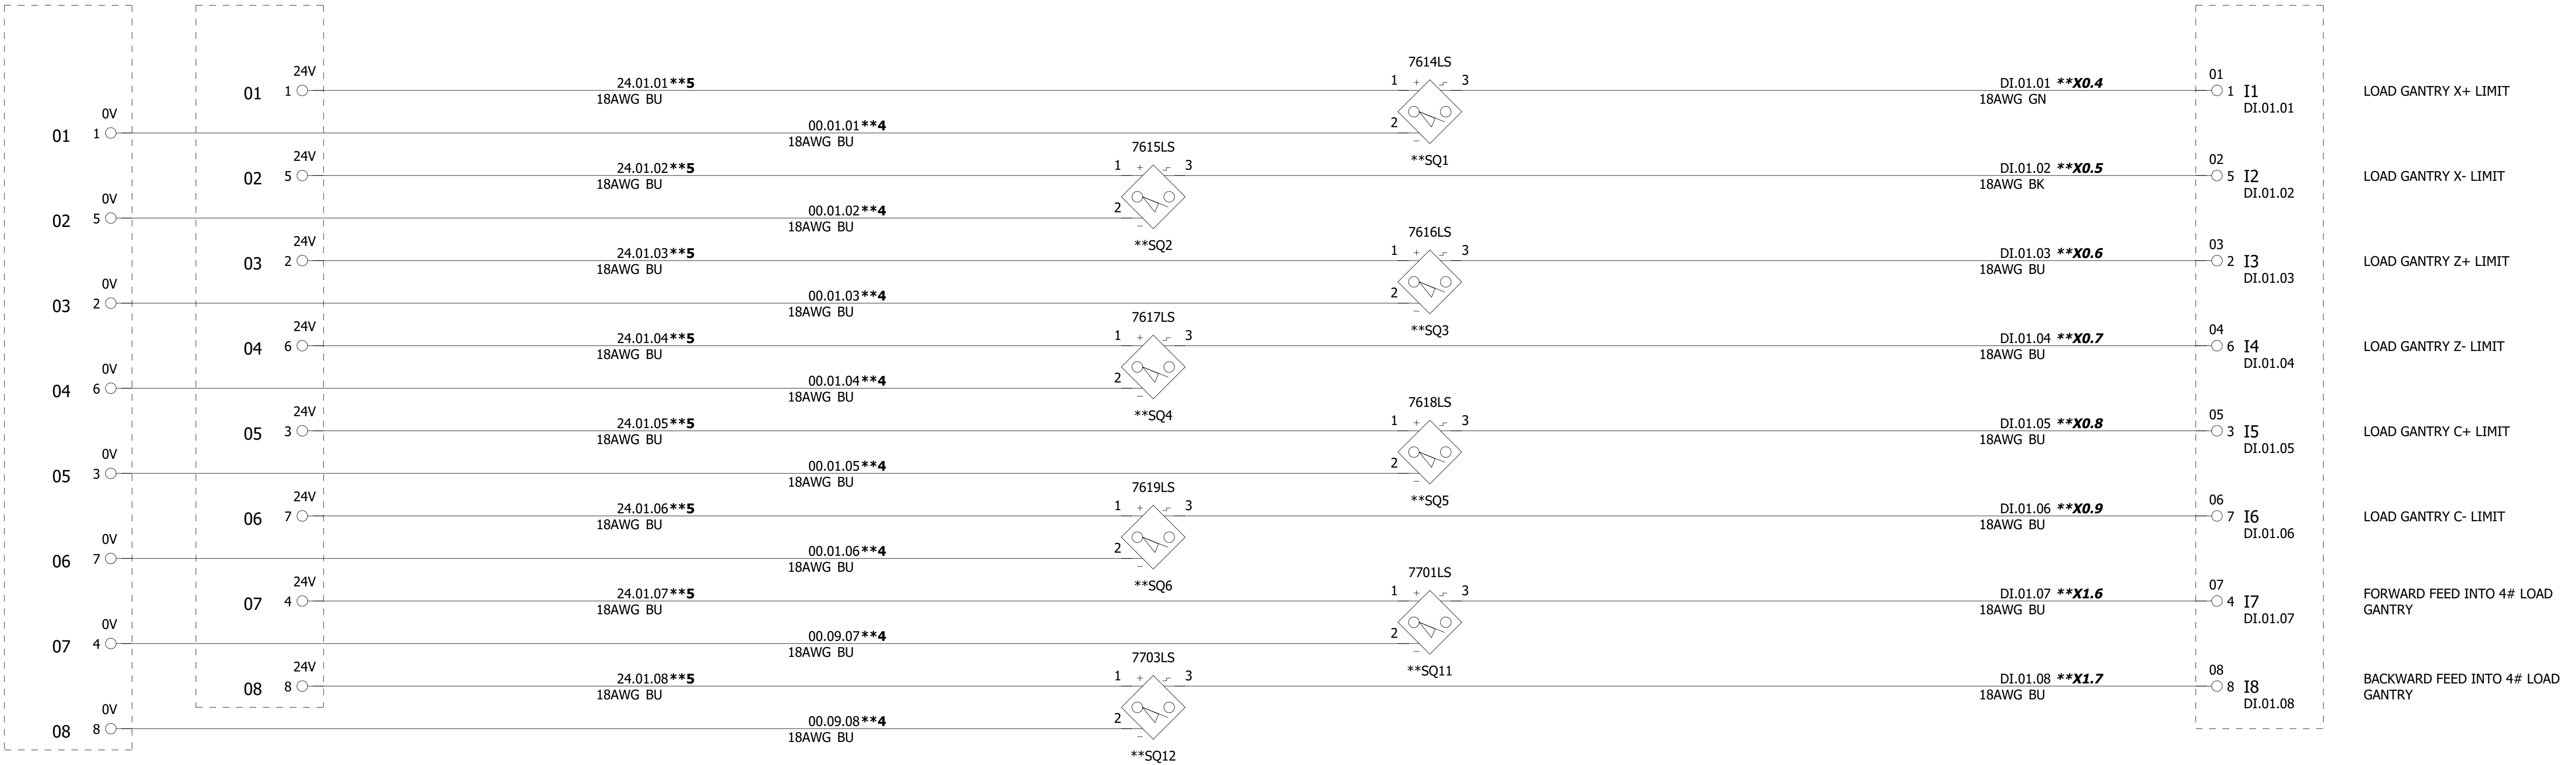 7614LS
24V 24.01.01**5 1 + 3 DI.01.01 **X0.4 01
01 1 18AWG BU 18AWG GN 1 I1 LOAD GANTRY X+ LIMIT
DI.01.01
0V 00.01.01**4 2
01 1 18AWG BU −
7615LS **SQ1
24V 24.01.02**5 1 + 3 DI.01.02 **X0.5 02
02 5 18AWG BU 18AWG BK 5 I2 LOAD GANTRY X- LIMIT
DI.01.02
0V 00.01.02**4 2
02 5 18AWG BU −
7616LS
**SQ2
24V 24.01.03**5 1 + 3 DI.01.03 **X0.6 03
03 2 18AWG BU 18AWG BU 2 I3 LOAD GANTRY Z+ LIMIT
DI.01.03
0V 00.01.03**4 2
03 2 18AWG BU −
7617LS **SQ3
24V 24.01.04**5 1 + 3 DI.01.04 **X0.7 04
04 6 18AWG BU 18AWG BU 6 I4 LOAD GANTRY Z- LIMIT
DI.01.04
0V 00.01.04**4 2
04 6 18AWG BU −
7618LS
**SQ4
24V 24.01.05**5 1 + 3 DI.01.05 **X0.8 05
05 3 18AWG BU 18AWG BU 3 I5 LOAD GANTRY C+ LIMIT
DI.01.05
0V 00.01.05**4 2
05 3 18AWG BU −
7619LS **SQ5
24V 24.01.06**5 1 + 3 DI.01.06 **X0.9 06
06 7 18AWG BU 18AWG BU 7 I6 LOAD GANTRY C- LIMIT
DI.01.06
0V 00.01.06**4 2
06 7 18AWG BU −
7701LS
**SQ6
24V 24.01.07**5 1 + 3 DI.01.07 **X1.6 07 FORWARD FEED INTO 4# LOAD
07 4 18AWG BU 18AWG BU 4 I7 GANTRY
DI.01.07
0V 00.09.07**4 2
07 4 18AWG BU −
7703LS **SQ11
24V 24.01.08**5 1 + 3 DI.01.08 **X1.7 08 BACKWARD FEED INTO 4# LOAD
08 8 18AWG BU 18AWG BU 8 I8 GANTRY
DI.01.08
0V 00.09.08**4 2
08 8 18AWG BU −
**SQ12